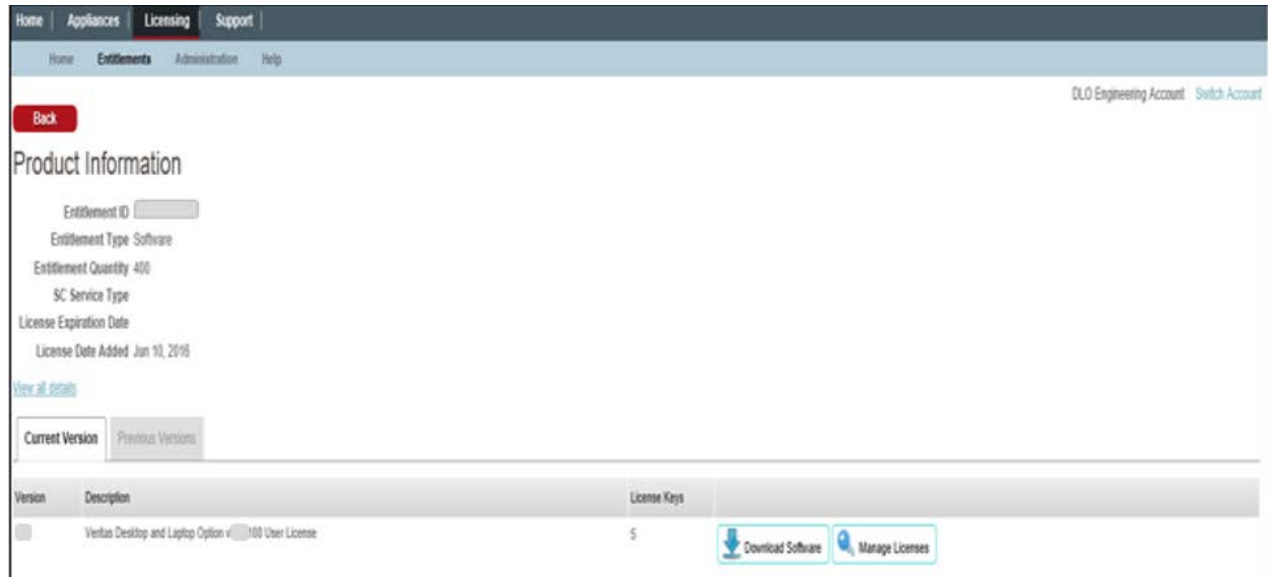 Home | Appliances | Licensing | Support |
Home Entitlements Administration Help
DLO Engineering Account Switch Account
Back
Product Information
Entitlement ID
Entitlement Type Software
Entitlement Quantity 400
SC Service Type
License Expiration Date
License Date Added Jun 10, 2016
View all details
Current Version Previous Versions
Version Description License Keys
Veritas Desktop and Laptop Option v 100 User License 5 Download Software Manage Licenses